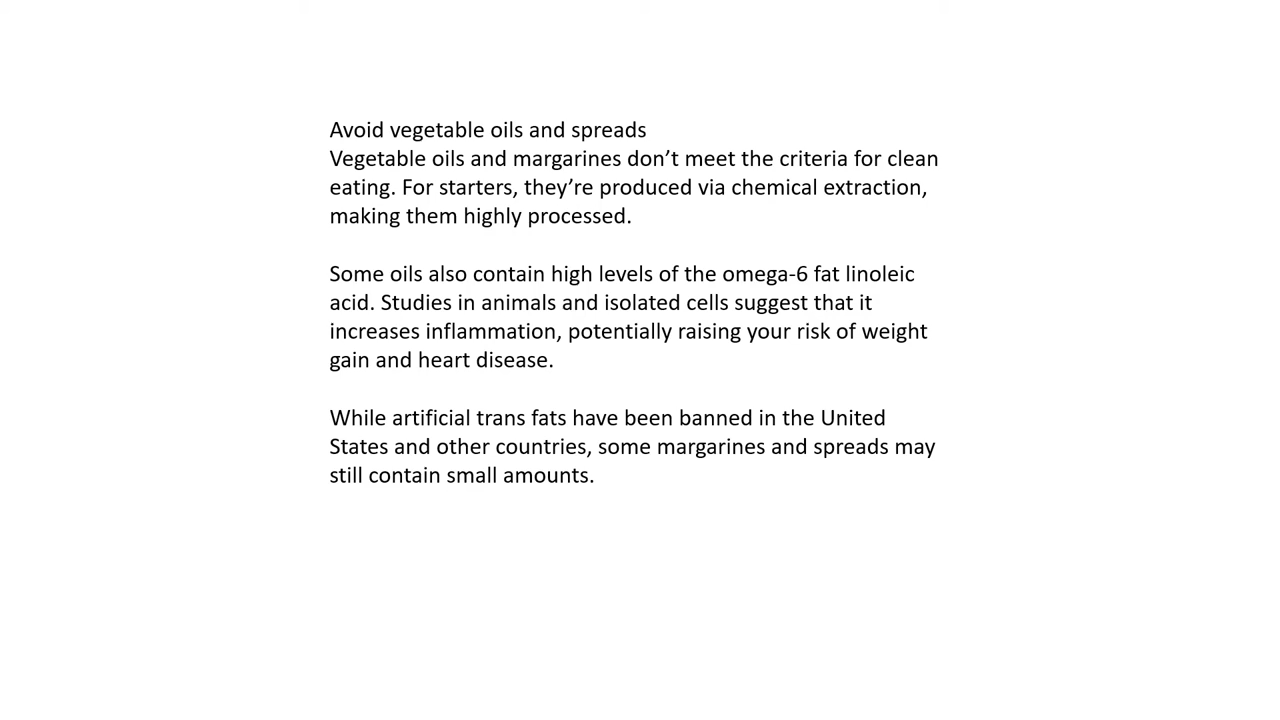 Avoid vegetable oils and spreads
Vegetable oils and margarines don’t meet the criteria for clean
eating. For starters, they’re produced via chemical extraction,
making them highly processed.
Some oils also contain high levels of the omega-6 fat linoleic
acid. Studies in animals and isolated cells suggest that it
increases inflammation, potentially raising your risk of weight
gain and heart disease.
While artificial trans fats have been banned in the United
States and other countries, some margarines and spreads may
still contain small amounts.